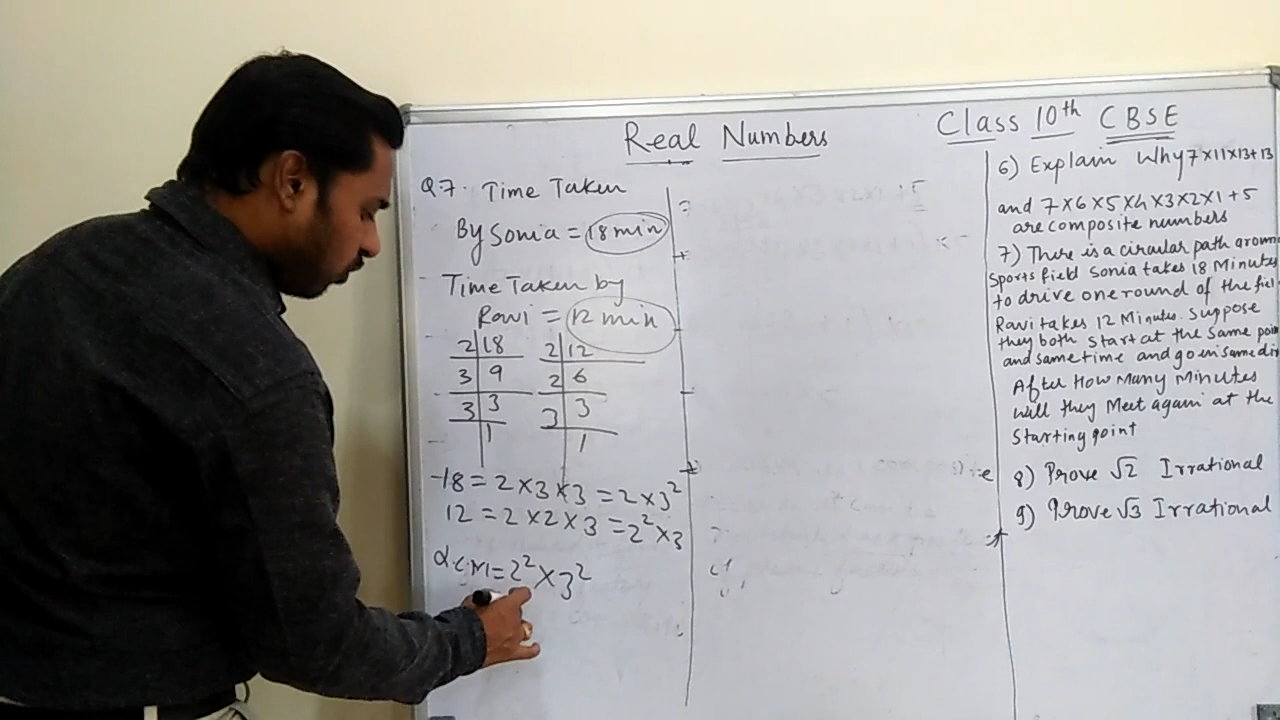 Real Numbers
Class 10th CBSE
Q.7. Time Taken
By Sonia = 18 min
Time Taken by
Ravi = 12 min
2 | 18
3 | 9
3 | 3
1
2 | 12
2 | 6
3 | 3
1
18 = 2 × 3 × 3 = 2 × 3²
12 = 2 × 2 × 3 = 2² × 3
LCM = 2² × 3²
6) Explain Why 7×11×13+13
and 7×6×5×4×3×2×1+5
are composite numbers
7) There is a circular path aroun
Sports field Sonia takes 18 Minutes
to drive one round of the fiel
Ravi takes 12 Minutes. Suppose
they both start at the same poin
and same time and go in same di
After How Many Minutes
will they Meet again at the
Starting point
8) Prove √2 Irrational
9) Prove √3 Irrational